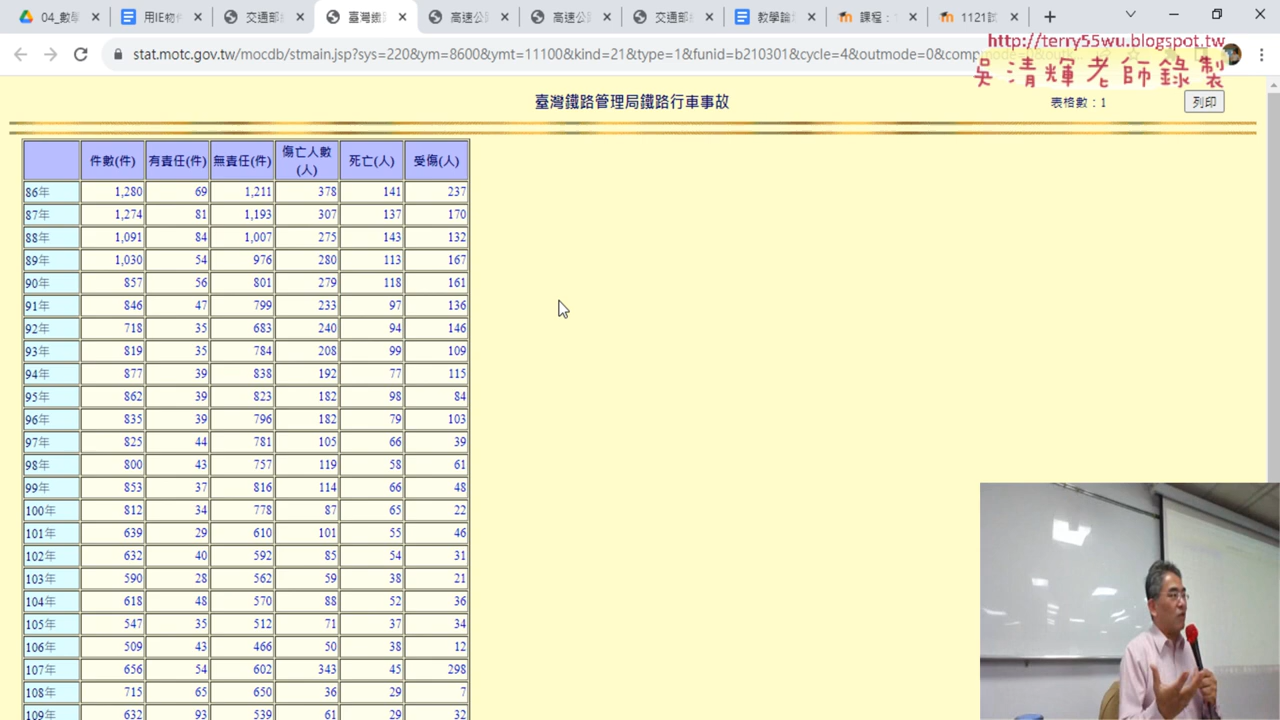 04_數學
用IE物件
交通部統
臺灣鐵路
高速公路
高速公路
交通部統
教學論壇
課程：1
1121試
stat.motc.gov.tw/mocdb/stmain.jsp?sys=220&ym=8600&ymt=11100&kind=21&type=1&funid=b210301&cycle=4&outmode=0&comp
http://terry55wu.blogspot.tw
吳清輝老師錄製
臺灣鐵路管理局鐵路行車事故
表格數：1
列印
件數(件) 有責任(件) 無責任(件) 傷亡人數(人) 死亡(人) 受傷(人)
86年 1,280 69 1,211 378 141 237
87年 1,274 81 1,193 307 137 170
88年 1,091 84 1,007 275 143 132
89年 1,030 54 976 280 113 167
90年 857 56 801 279 118 161
91年 846 47 799 233 97 136
92年 718 35 683 240 94 146
93年 819 35 784 208 99 109
94年 877 39 838 192 77 115
95年 862 39 823 182 98 84
96年 835 39 796 182 79 103
97年 825 44 781 105 66 39
98年 800 43 757 119 58 61
99年 853 37 816 114 66 48
100年 812 34 778 87 65 22
101年 639 29 610 101 55 46
102年 632 40 592 85 54 31
103年 590 28 562 59 38 21
104年 618 48 570 88 52 36
105年 547 35 512 71 37 34
106年 509 43 466 50 38 12
107年 656 54 602 343 45 298
108年 715 65 650 36 29 7
109年 632 93 539 61 29 32